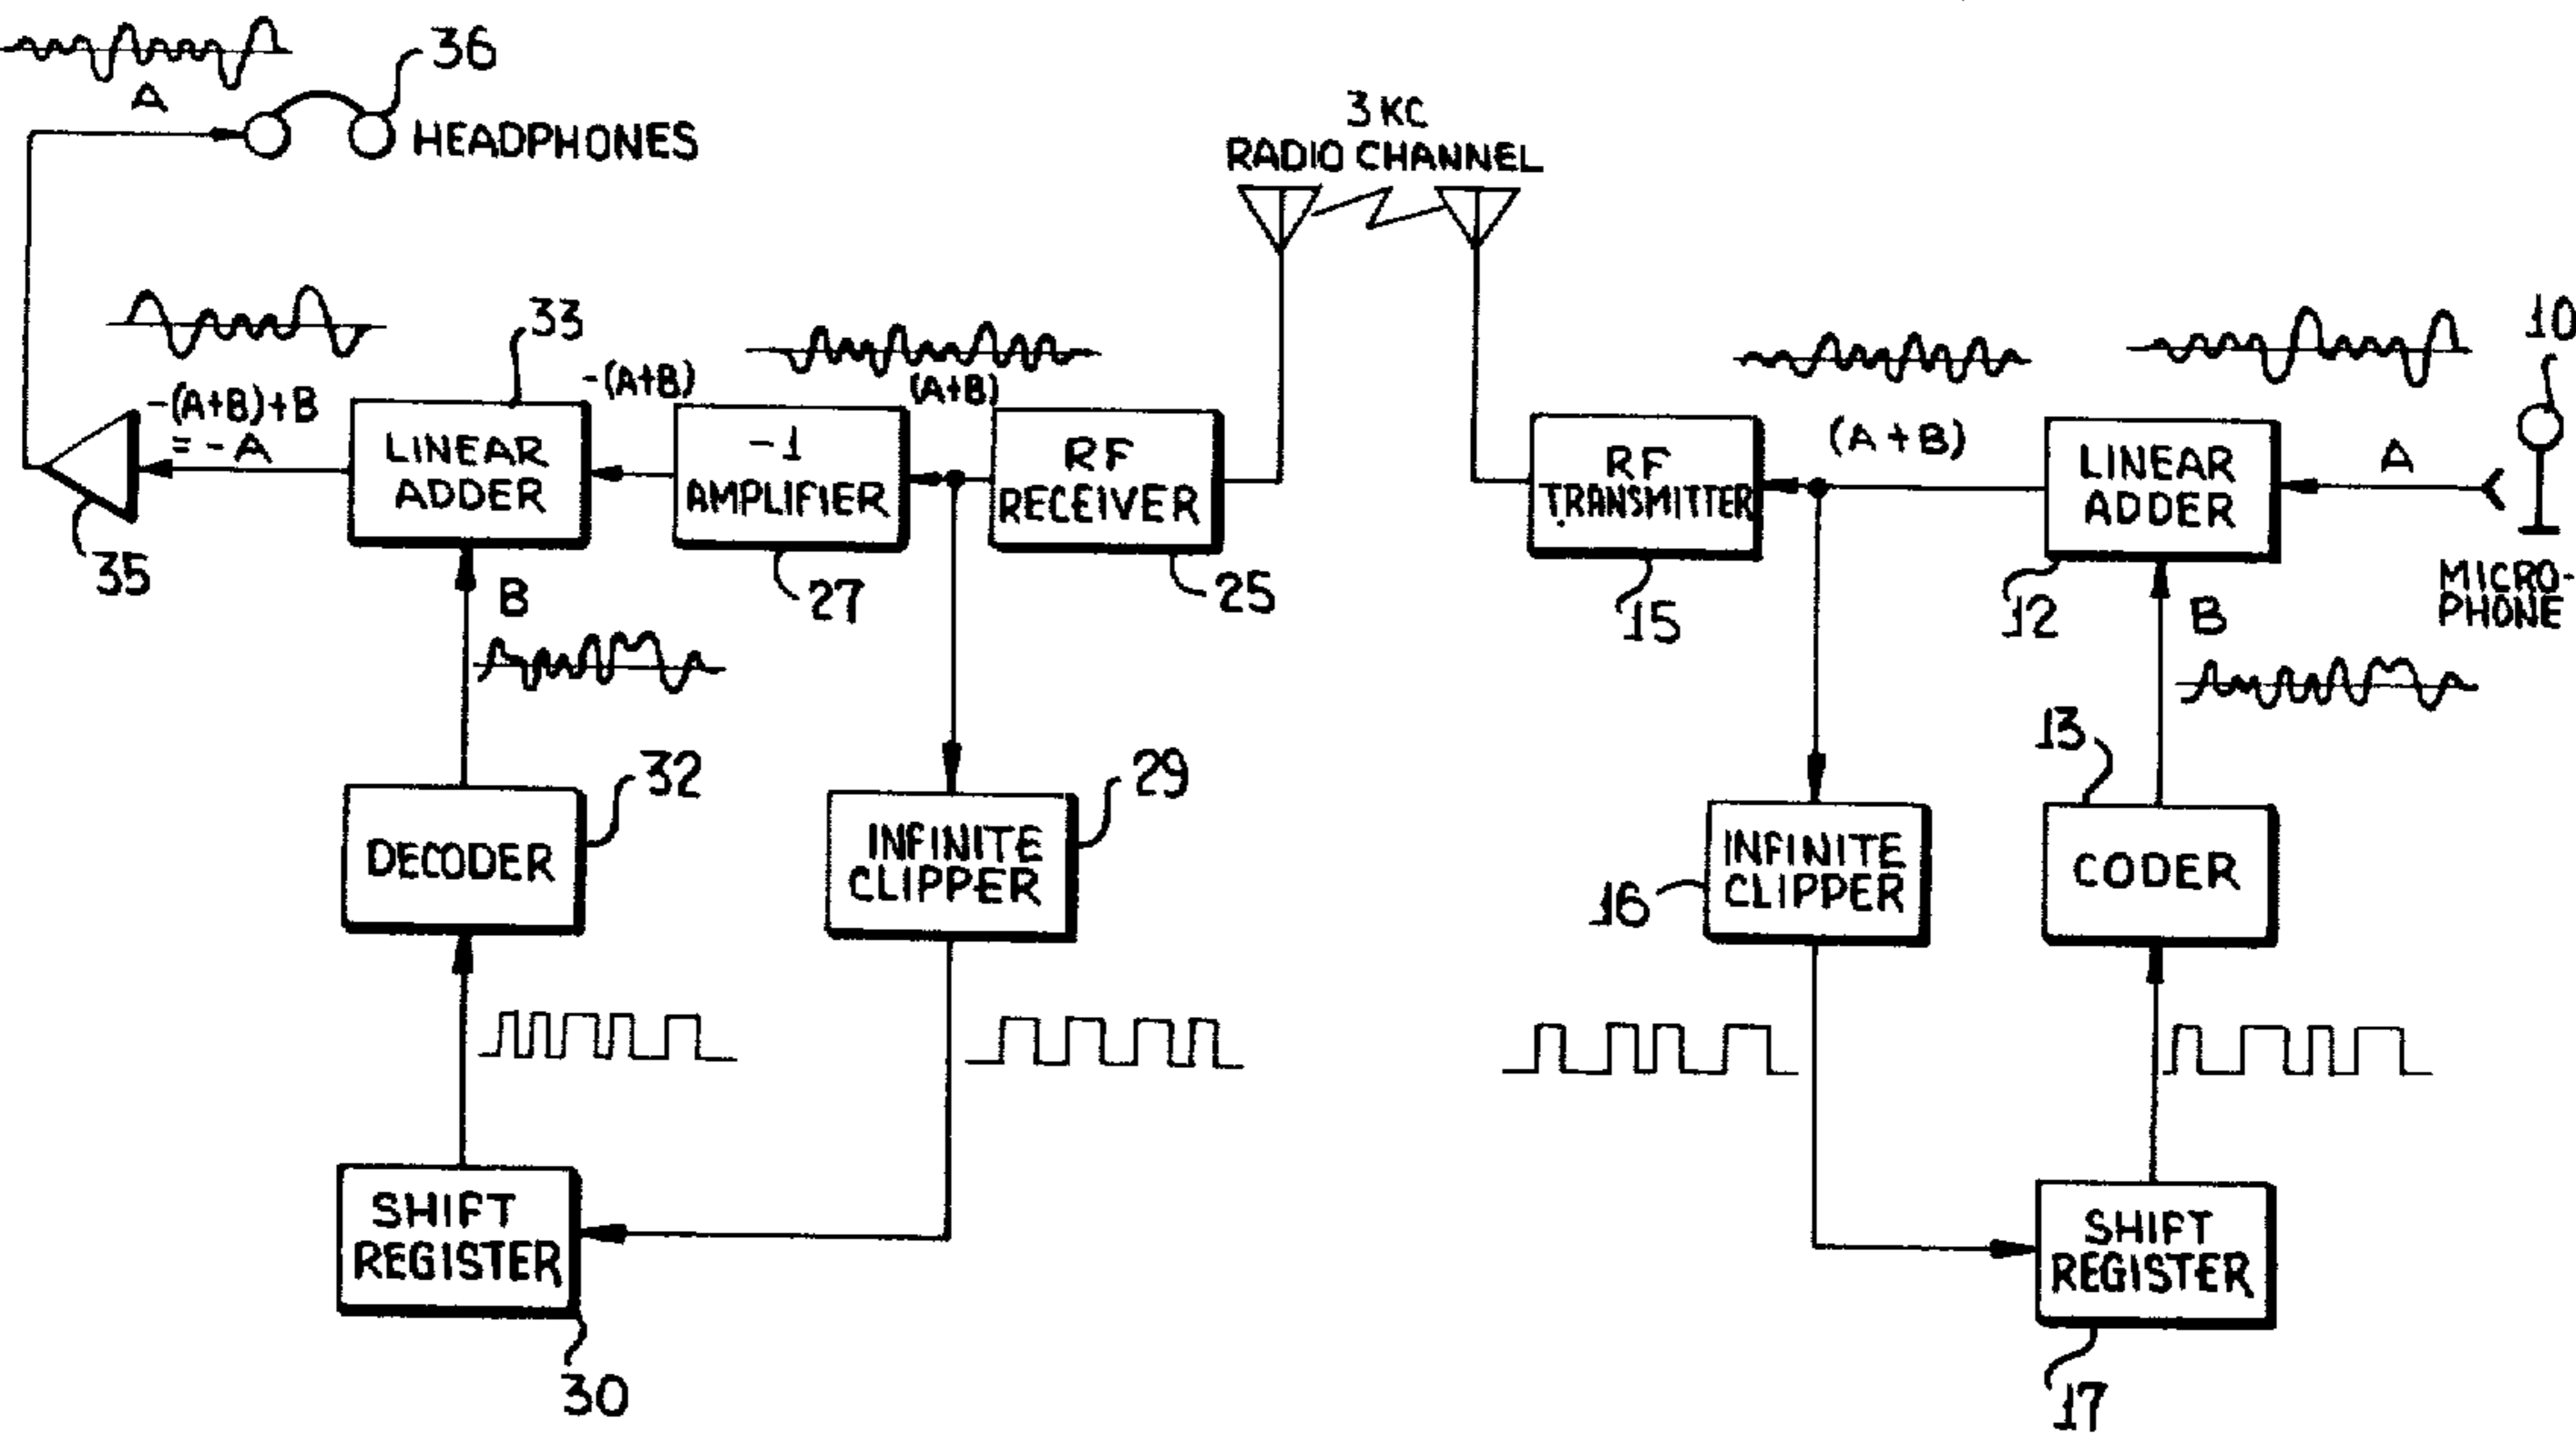 A
36
HEADPHONES
3 KC
RADIO CHANNEL
33
-(A+B)+B
= -A
35
LINEAR
ADDER
-(A+B)
-1
AMPLIFIER
27
(A+B)
RF
RECEIVER
25
RF
TRANSMITTER
15
(A+B)
LINEAR
ADDER
12
A
10
MICRO-
PHONE
B
B
32
DECODER
29
INFINITE
CLIPPER
16
INFINITE
CLIPPER
13
CODER
SHIFT
REGISTER
30
SHIFT
REGISTER
17